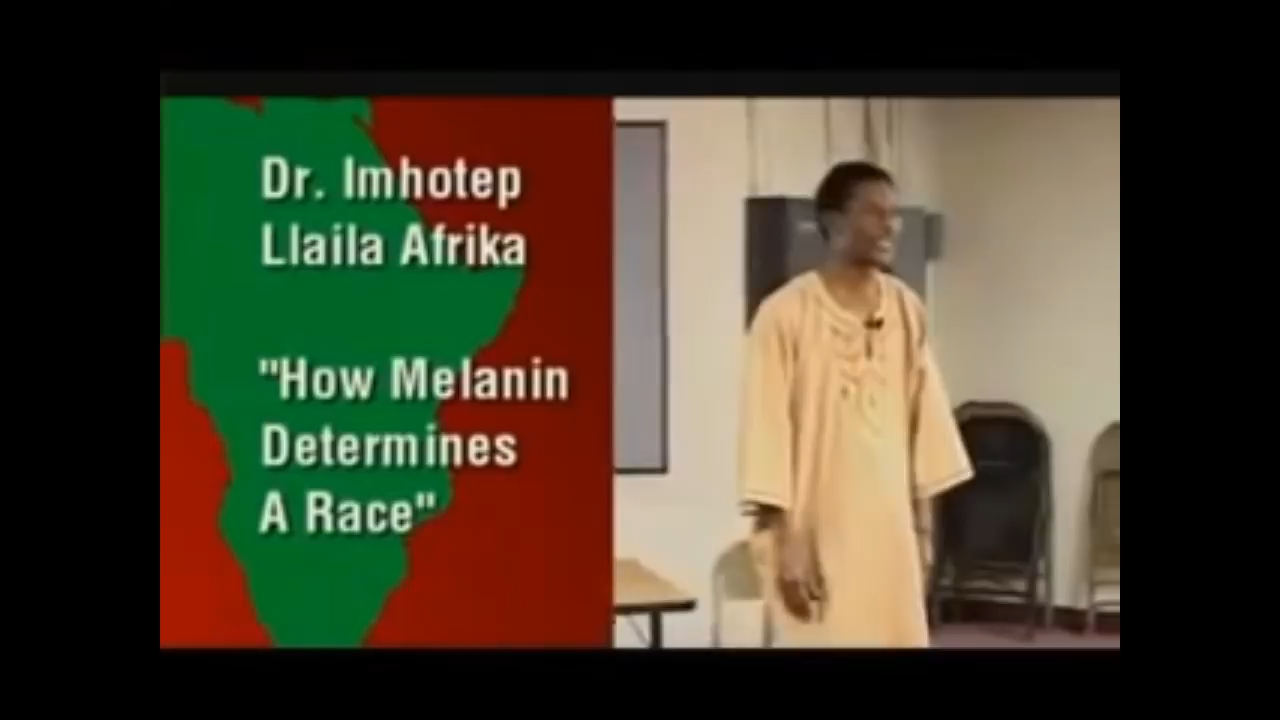 Dr. Imhotep
Llaila Afrika
"How Melanin
Determines
A Race"